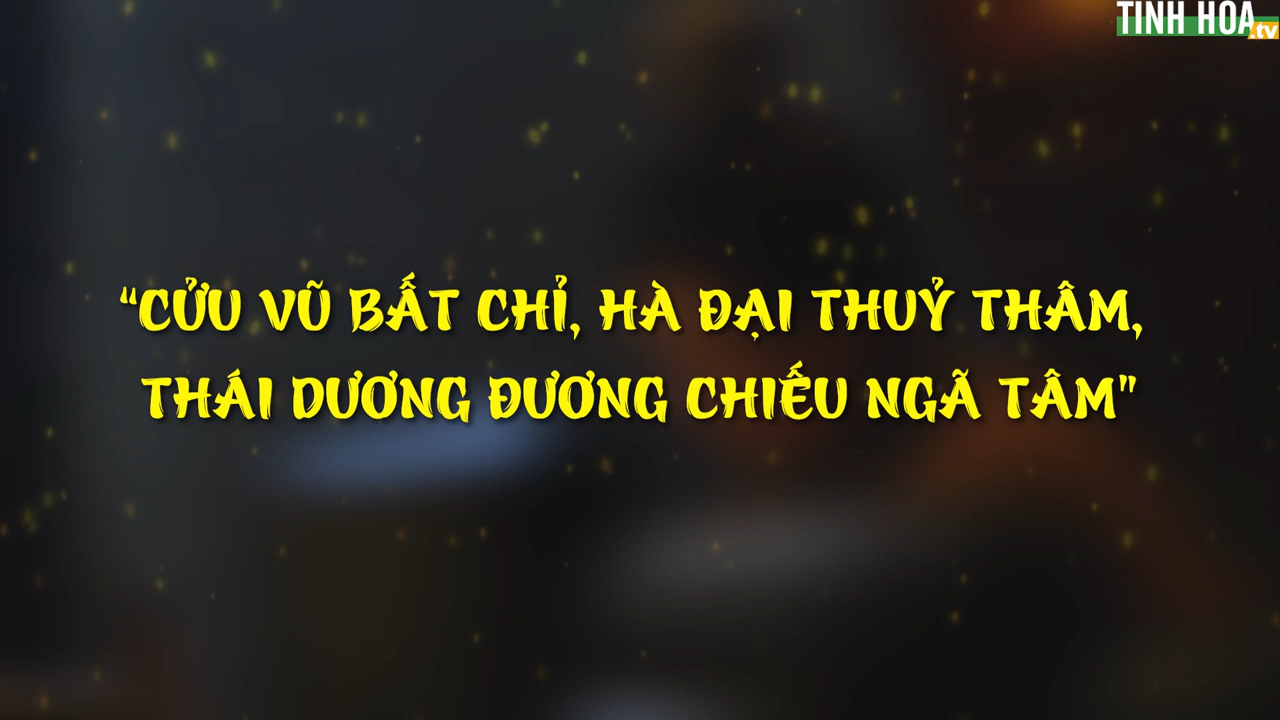 TINH HOA
.tv
“CỬU VŨ BẤT CHỈ, HÀ ĐẠI THUỶ THÂM,
THÁI DƯƠNG ĐƯƠNG CHIẾU NGÃ TÂM"